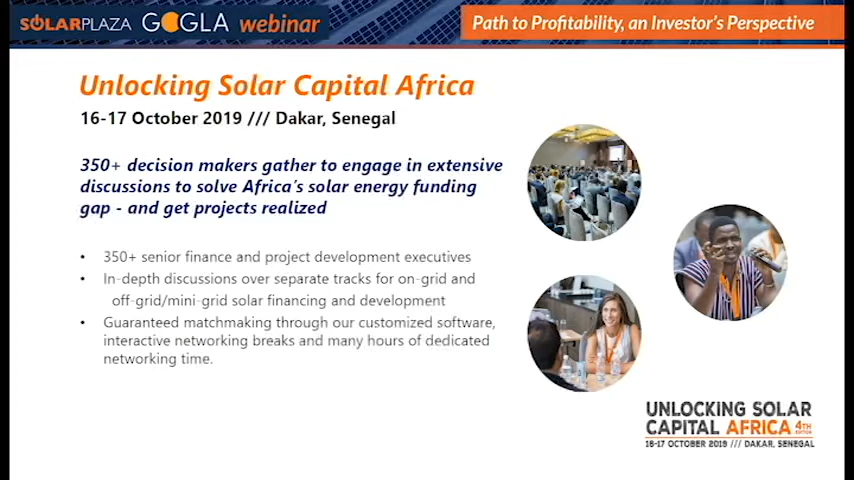 SOLARPLAZA GOGLA webinar
Path to Profitability, an Investor's Perspective
Unlocking Solar Capital Africa
16-17 October 2019 /// Dakar, Senegal
350+ decision makers gather to engage in extensive
discussions to solve Africa's solar energy funding
gap - and get projects realized
• 350+ senior finance and project development executives
• In-depth discussions over separate tracks for on-grid and
off-grid/mini-grid solar financing and development
• Guaranteed matchmaking through our customized software,
interactive networking breaks and many hours of dedicated
networking time.
UNLOCKING SOLAR
CAPITAL AFRICA 4TH EDITION
16-17 OCTOBER 2019 /// DAKAR, SENEGAL